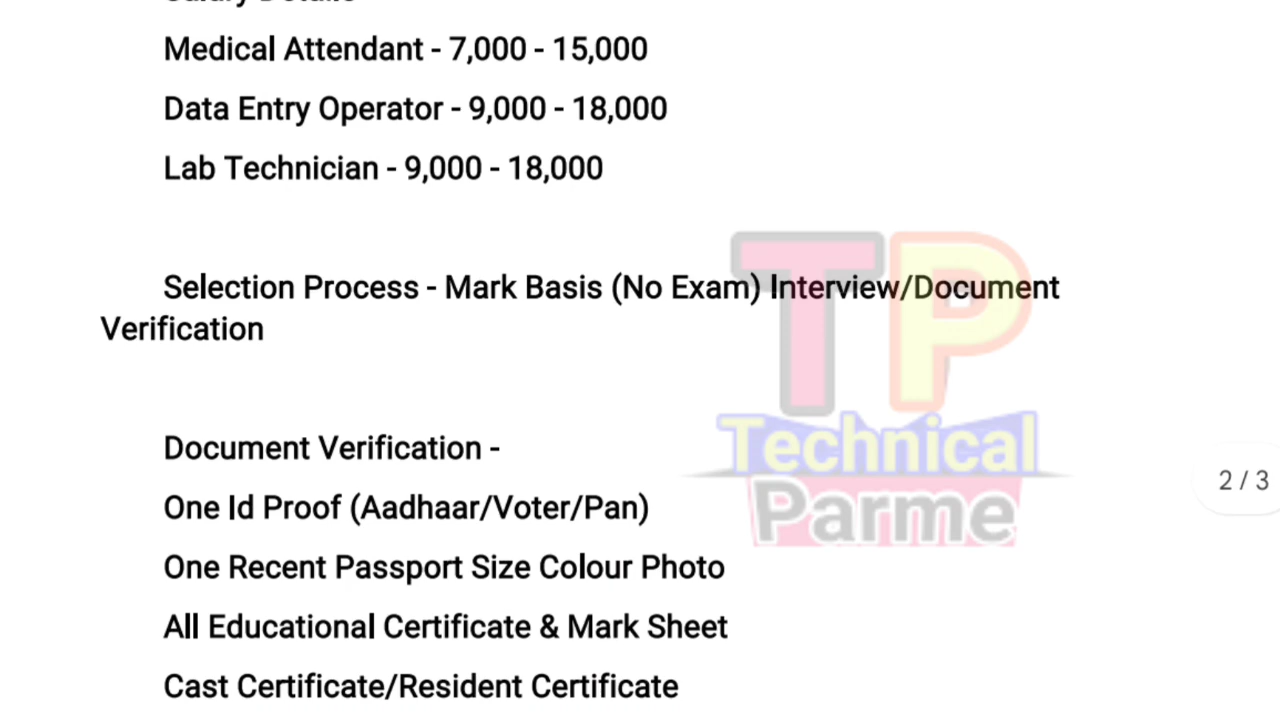 Salary Details
Medical Attendant - 7,000 - 15,000
Data Entry Operator - 9,000 - 18,000
Lab Technician - 9,000 - 18,000
Selection Process - Mark Basis (No Exam) Interview/Document
Verification
Document Verification -
One Id Proof (Aadhaar/Voter/Pan)
One Recent Passport Size Colour Photo
All Educational Certificate & Mark Sheet
Cast Certificate/Resident Certificate
TP
Technical
Parme
2 / 3